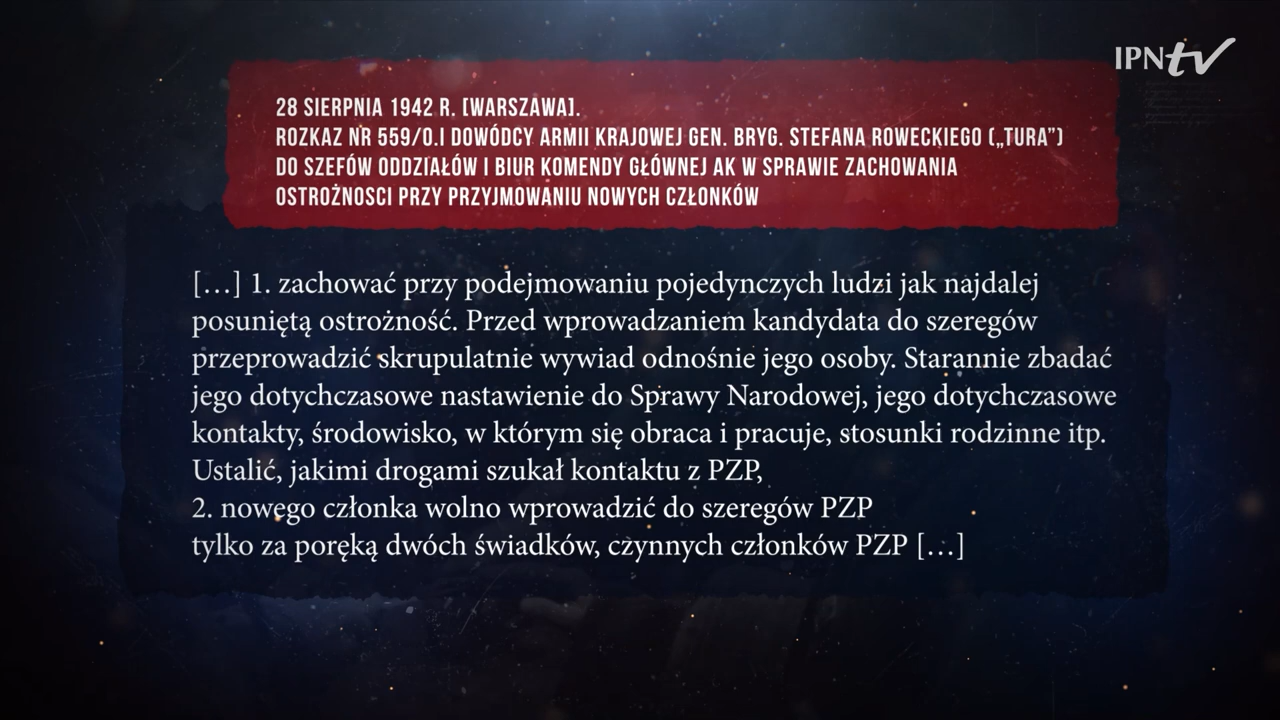 IPNtv
28 SIERPNIA 1942 R. [WARSZAWA].
ROZKAZ NR 559/O.I DOWÓDCY ARMII KRAJOWEJ GEN. BRYG. STEFANA ROWECKIEGO („TURA”)
DO SZEFÓW ODDZIAŁÓW I BIUR KOMENDY GŁÓWNEJ AK W SPRAWIE ZACHOWANIA
OSTROŻNOSCI PRZY PRZYJMOWANIU NOWYCH CZŁONKÓW
[…] 1. zachować przy podejmowaniu pojedynczych ludzi jak najdalej
posuniętą ostrożność. Przed wprowadzaniem kandydata do szeregów
przeprowadzić skrupulatnie wywiad odnośnie jego osoby. Starannie zbadać
jego dotychczasowe nastawienie do Sprawy Narodowej, jego dotychczasowe
kontakty, środowisko, w którym się obraca i pracuje, stosunki rodzinne itp.
Ustalić, jakimi drogami szukał kontaktu z PZP,
2. nowego członka wolno wprowadzić do szeregów PZP
tylko za poręką dwóch świadków, czynnych członków PZP […]